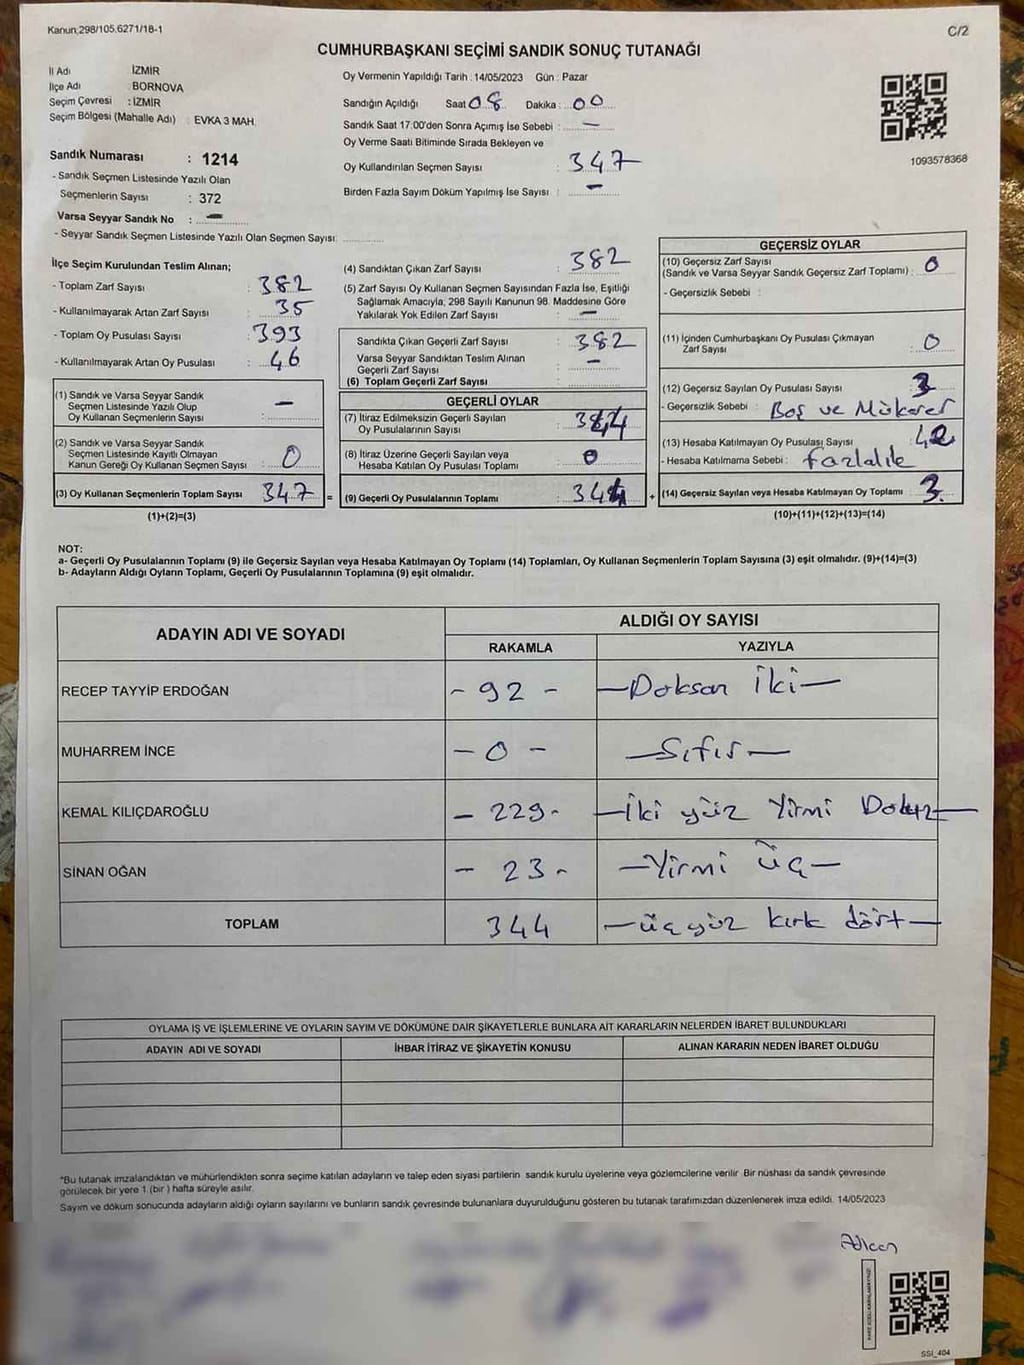 Kanun,298/105.6271/18-1
C/2
CUMHURBAŞKANI SEÇİMİ SANDIK SONUÇ TUTANAĞI
İl Adı İZMİR
İlçe Adı BORNOVA
Seçim Çevresi : İZMİR
Seçim Bölgesi (Mahalle Adı) : EVKA 3 MAH.
Sandık Numarası : 1214
- Sandık Seçmen Listesinde Yazılı Olan
Seçmenlerin Sayısı : 372
Varsa Seyyar Sandık No : -
- Seyyar Sandık Seçmen Listesinde Yazılı Olan Seçmen Sayısı:
Oy Vermenin Yapıldığı Tarih : 14/05/2023 Gün : Pazar
Sandığın Açıldığı Saat 08 Dakika : 00
Sandık Saat 17:00'den Sonra Açımış İse Sebebi : -
Oy Verme Saati Bitiminde Sırada Bekleyen ve
Oy Kullandırılan Seçmen Sayısı : 347
Birden Fazla Sayım Döküm Yapılmış İse Sayısı : -
1093578368
İlçe Seçim Kurulundan Teslim Alınan;
- Toplam Zarf Sayısı : 382
- Kullanılmayarak Artan Zarf Sayısı : 35
- Toplam Oy Pusulası Sayısı : 393
- Kullanılmayarak Artan Oy Pusulası : 46
(1) Sandık ve Varsa Seyyar Sandık
Seçmen Listesinde Yazılı Olup
Oy Kullanan Seçmenlerin Sayısı : -
(2) Sandık ve Varsa Seyyar Sandık
Seçmen Listesinde Kayıtlı Olmayan
Kanun Gereği Oy Kullanan Seçmen Sayısı : 0
(3) Oy Kullanan Seçmenlerin Toplam Sayısı 347 =
(1)+(2)=(3)
(4) Sandıktan Çıkan Zarf Sayısı : 382
(5) Zarf Sayısı Oy Kullanan Seçmen Sayısından Fazla İse, Eşitliği
Sağlamak Amacıyla, 298 Sayılı Kanunun 98. Maddesine Göre
Yakılarak Yok Edilen Zarf Sayısı : -
Sandıkta Çıkan Geçerli Zarf Sayısı : 382
Varsa Seyyar Sandıktan Teslim Alınan
Geçerli Zarf Sayısı : -
(6) Toplam Geçerli Zarf Sayısı :
GEÇERLİ OYLAR
(7) İtiraz Edilmeksizin Geçerli Sayılan
Oy Pusulalarının Sayısı :
(8) İtiraz Üzerine Geçerli Sayılan veya
Hesaba Katılan Oy Pusulası Toplamı : 0
(9) Geçerli Oy Pusulalarının Toplamı : 344 +
GEÇERSİZ OYLAR
(10) Geçersiz Zarf Sayısı
(Sandık ve Varsa Seyyar Sandık Geçersiz Zarf Toplamı) : 0
- Geçersizlik Sebebi :
(11) İçinden Cumhurbaşkanı Oy Pusulası Çıkmayan
Zarf Sayısı : 0
(12) Geçersiz Sayılan Oy Pusulası Sayısı : 3
- Geçersizlik Sebebi : Boş ve Mükerrer
(13) Hesaba Katılmayan Oy Pusulası Sayısı :
- Hesaba Katılmama Sebebi : fazlalık
(14) Geçersiz Sayılan veya Hesaba Katılmayan Oy Toplamı : 3
(10)+(11)+(12)+(13)=(14)
NOT:
a- Geçerli Oy Pusulalarının Toplamı (9) ile Geçersiz Sayılan veya Hesaba Katılmayan Oy Toplamı (14) Toplamları, Oy Kullanan Seçmenlerin Toplam Sayısına (3) eşit olmalıdır. (9)+(14)=(3)
b- Adayların Aldığı Oyların Toplamı, Geçerli Oy Pusulalarının Toplamına (9) eşit olmalıdır.
ADAYIN ADI VE SOYADI ALDIĞI OY SAYISI
RAKAMLA YAZIYLA
RECEP TAYYİP ERDOĞAN - 92 - - Doksan İki -
MUHARREM İNCE - 0 - - Sıfır -
KEMAL KILIÇDAROĞLU - 229 - - İki yüz Yirmi Dokuz -
SİNAN OĞAN - 23 - - Yirmi üç -
TOPLAM 344 - üç yüz kırk dört -
OYLAMA İŞ VE İŞLEMLERİNE VE OYLARIN SAYIM VE DÖKÜMÜNE DAİR ŞİKAYETLERLE BUNLARA AİT KARARLARIN NELERDEN İBARET BULUNDUKLARI
ADAYIN ADI VE SOYADI İHBAR İTİRAZ VE ŞİKAYETİN KONUSU ALINAN KARARIN NEDEN İBARET OLDUĞU
*Bu tutanak imzalandıktan ve mühürlendikten sonra seçime katılan adayların ve talep eden siyasi partilerin sandık kurulu üyelerine veya gözlemcilerine verilir. Bir nüshası da sandık çevresinde
görülecek bir yere 1 (bir ) hafta süreyle asılır.
Sayım ve döküm sonucunda adayların aldığı oyların sayılarını ve bunların sandık çevresinde bulunanlara duyurulduğunu gösteren bu tutanak tarafımızdan düzenlenerek imza edildi. 14/05/2023
SSİ_404